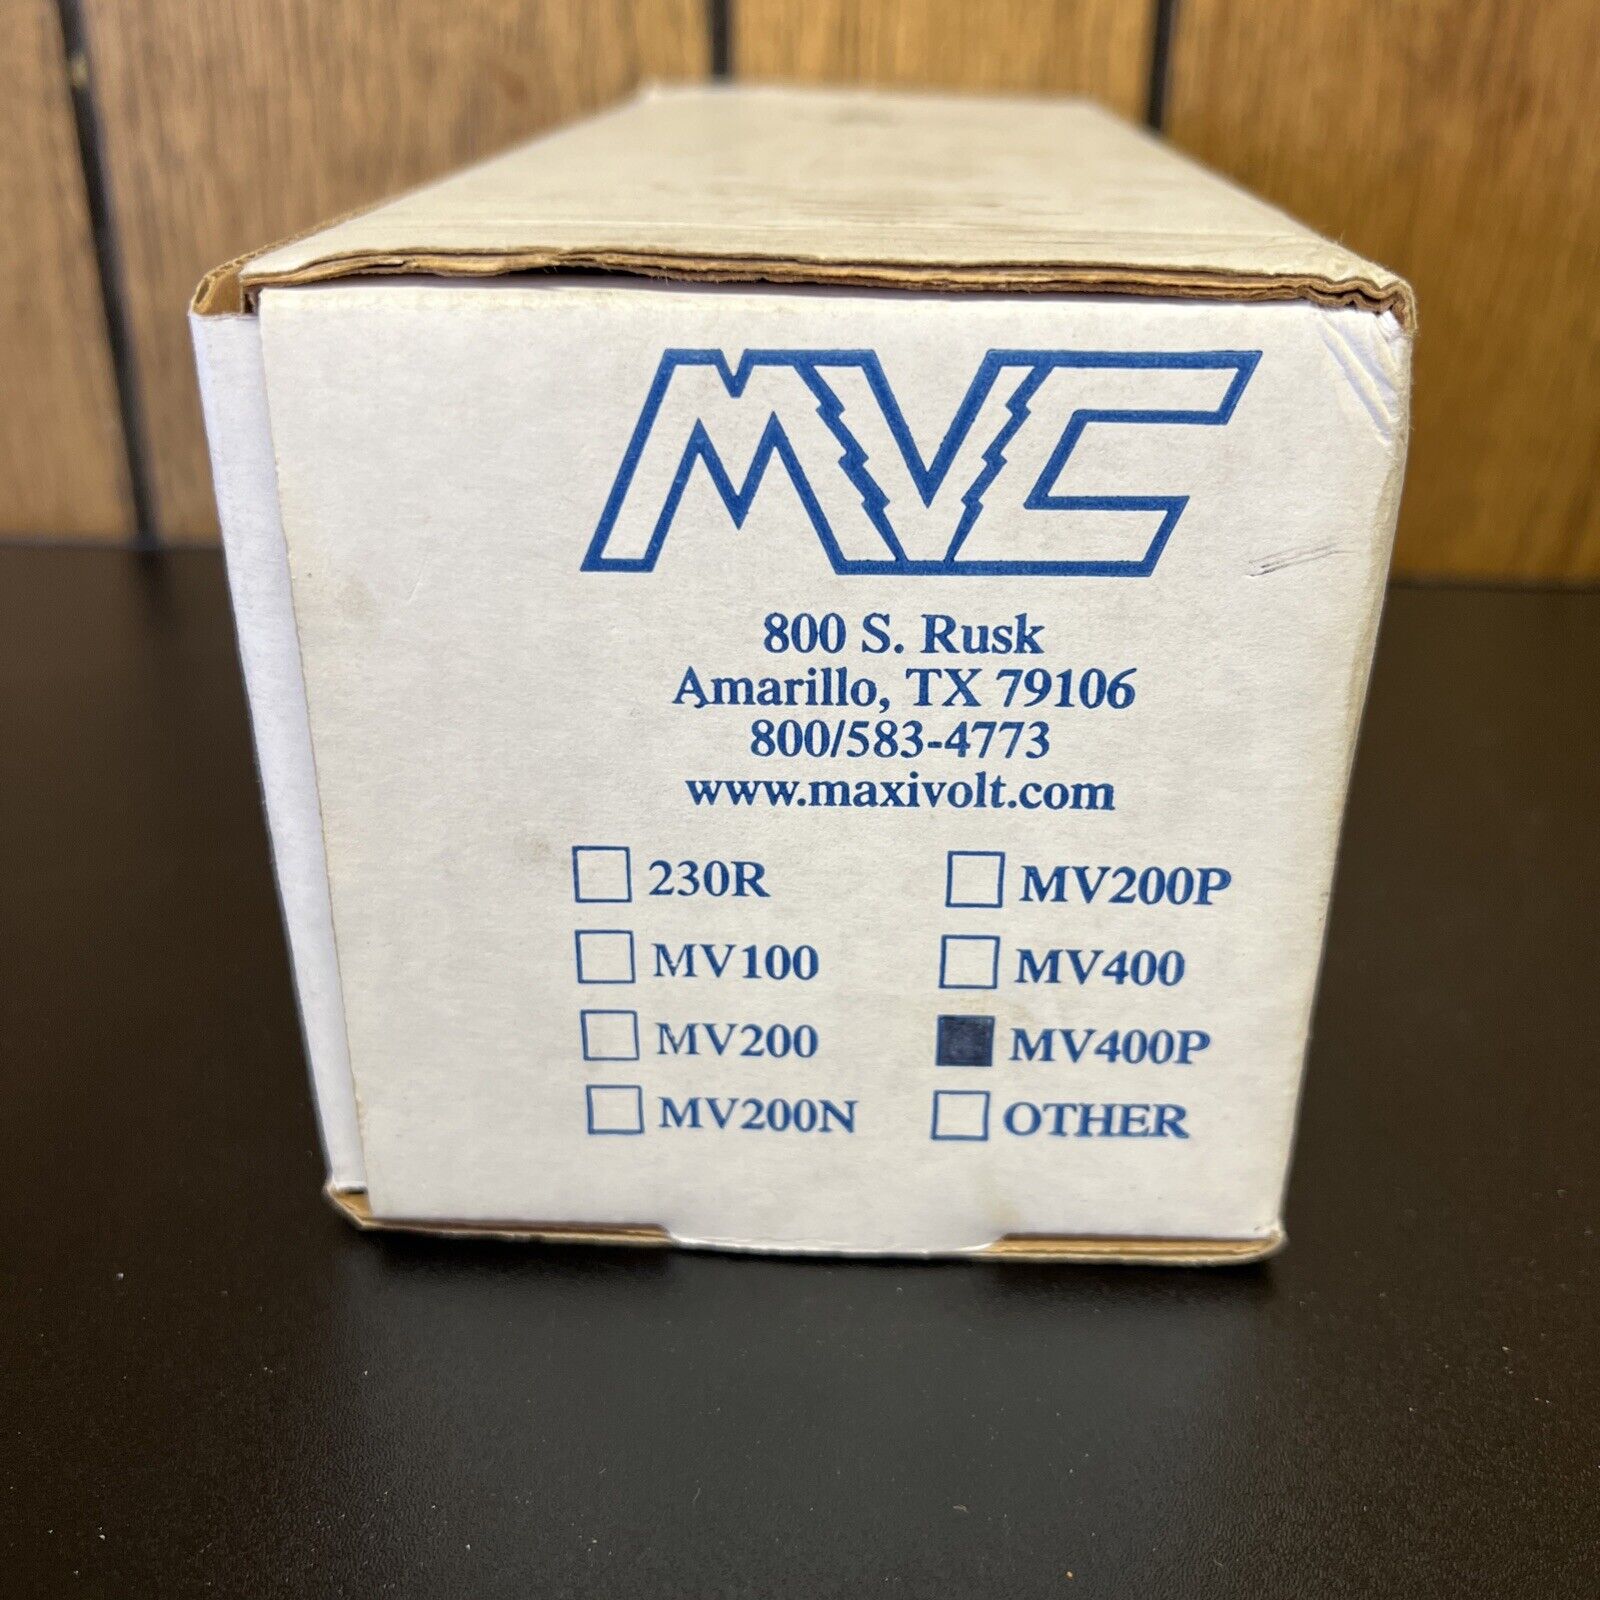 MVC
800 S. Rusk
Amarillo, TX 79106
800/583-4773
www.maxivolt.com
230R
MV100
MV200
MV200N
MV200P
MV400
MV400P
OTHER